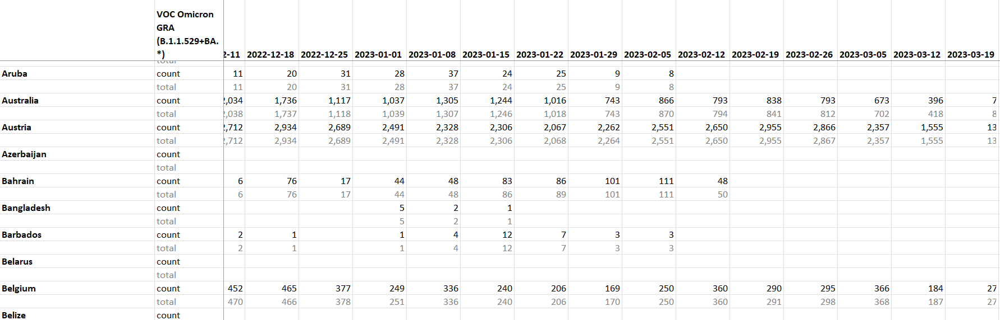 VOC Omicron
GRA
(B.1.1.529+BA.
*) 2-11 2022-12-18 2022-12-25 2023-01-01 2023-01-08 2023-01-15 2023-01-22 2023-01-29 2023-02-05 2023-02-12 2023-02-19 2023-02-26 2023-03-05 2023-03-12 2023-03-19
total
Aruba count 11 20 31 28 37 24 25 9 8
total 11 20 31 28 37 24 25 9 8
Australia count ,034 1,736 1,117 1,037 1,305 1,244 1,016 743 866 793 838 793 673 396 7
total ,038 1,737 1,118 1,039 1,307 1,246 1,018 743 870 794 841 812 702 418 8
Austria count ,712 2,934 2,689 2,491 2,328 2,306 2,067 2,262 2,551 2,650 2,955 2,866 2,357 1,555 13
total ,712 2,934 2,689 2,491 2,328 2,306 2,068 2,264 2,551 2,650 2,955 2,867 2,357 1,555 13
Azerbaijan count
total
Bahrain count 6 76 17 44 48 83 86 101 111 48
total 6 76 17 44 48 86 89 101 111 50
Bangladesh count 5 2 1
total 5 2 1
Barbados count 2 1 1 4 12 7 3 3
total 2 1 1 4 12 7 3 3
Belarus count
total
Belgium count 452 465 377 249 336 240 206 169 250 360 290 295 366 184 27
total 470 466 378 251 336 240 206 170 250 360 291 298 368 187 27
Belize count